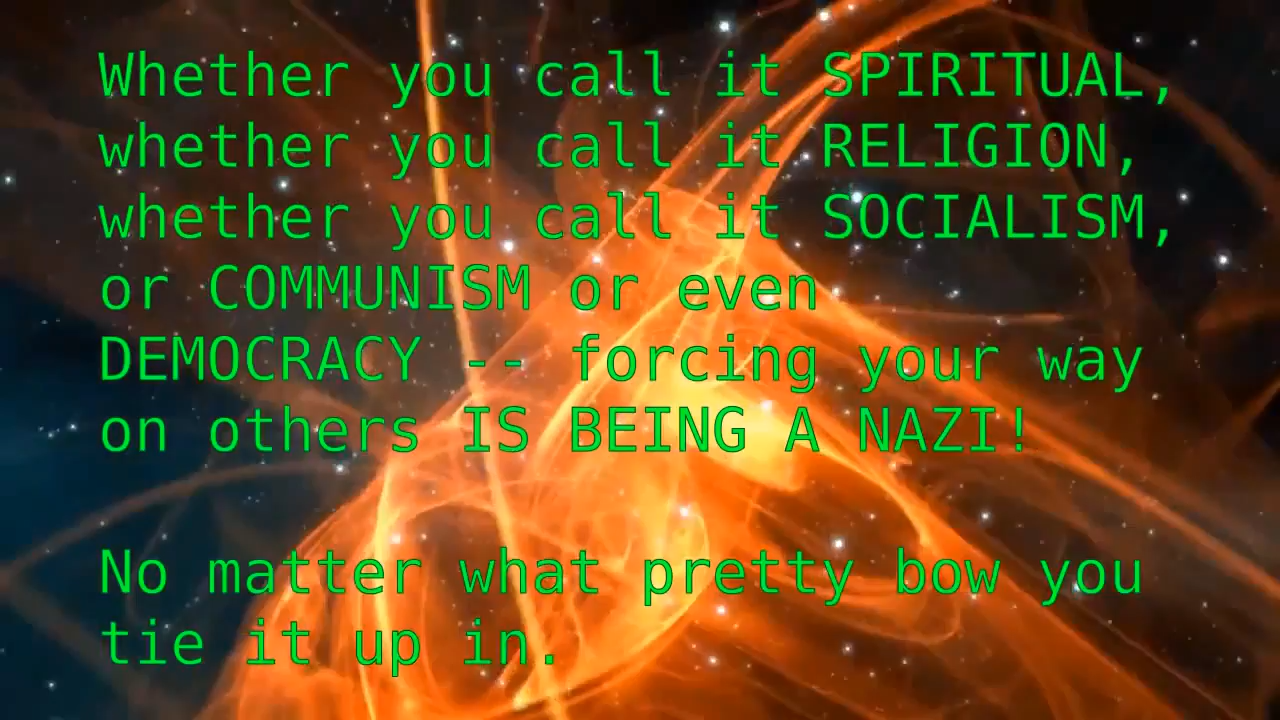 Whether you call it SPIRITUAL,
whether you call it RELIGION,
whether you call it SOCIALISM,
or COMMUNISM or even
DEMOCRACY -- forcing your way
on others IS BEING A NAZI!
No matter what pretty bow you
tie it up in.